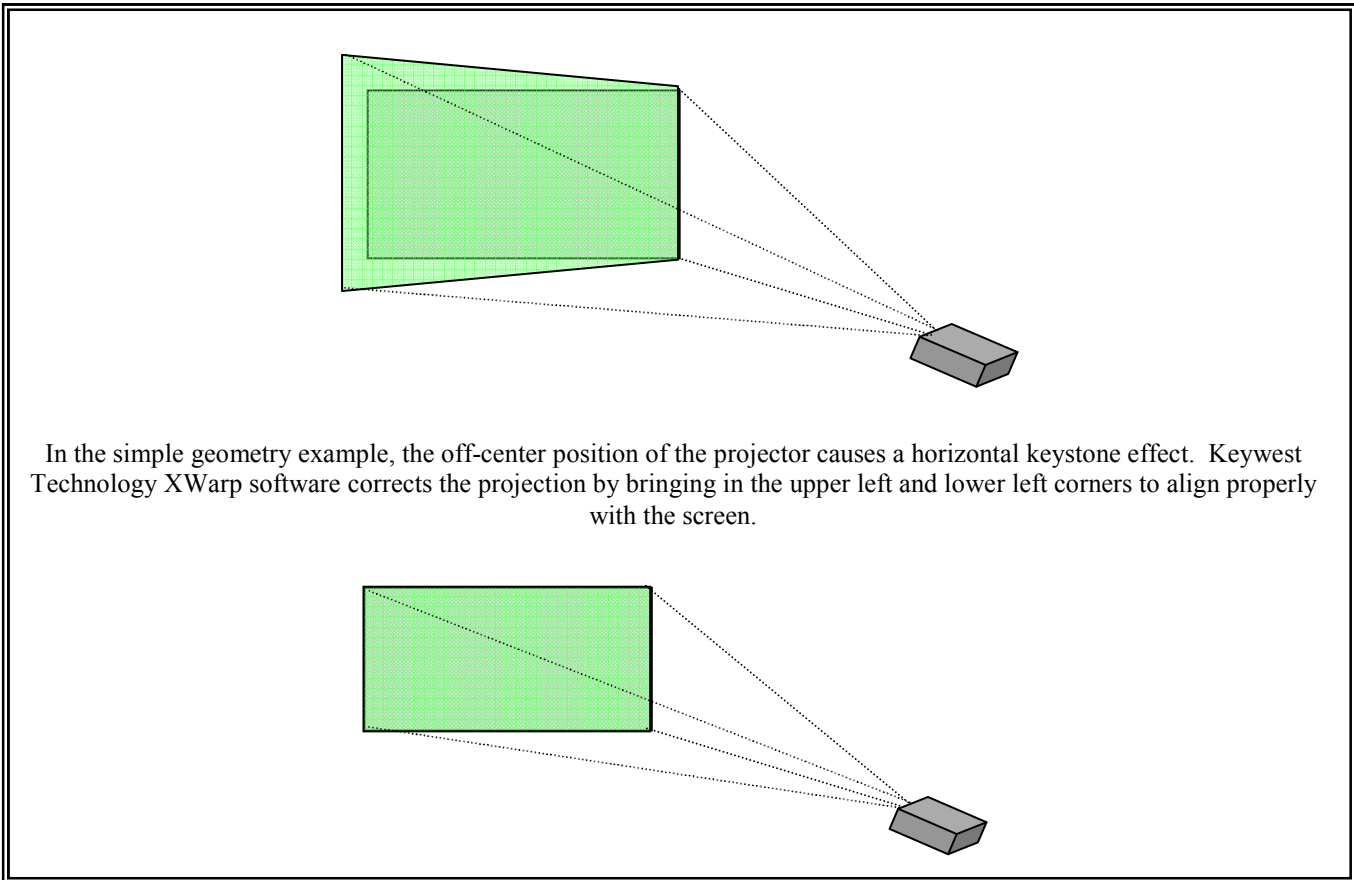 In the simple geometry example, the off-center position of the projector causes a horizontal keystone effect.  Keywest
Technology XWarp software corrects the projection by bringing in the upper left and lower left corners to align properly
with the screen.